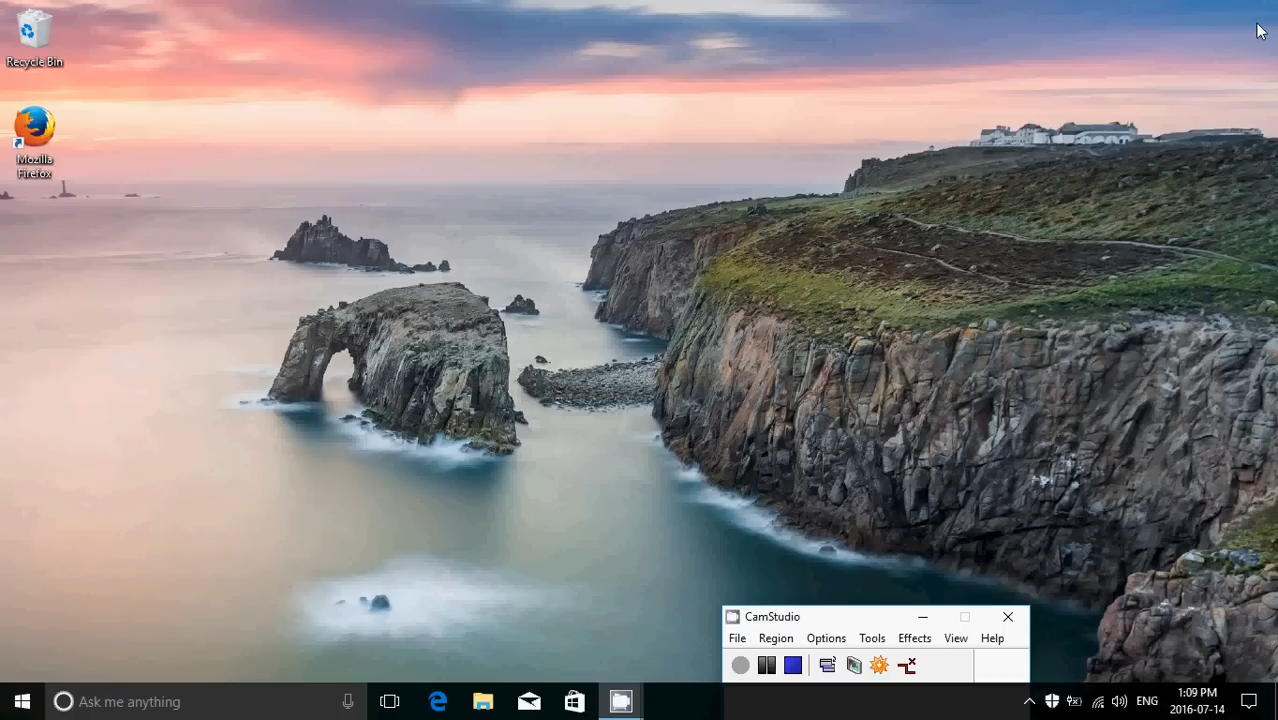 Recycle Bin
Mozilla
Firefox
CamStudio
File Region Options Tools Effects View Help
Ask me anything
ENG
1:09 PM
2016-07-14